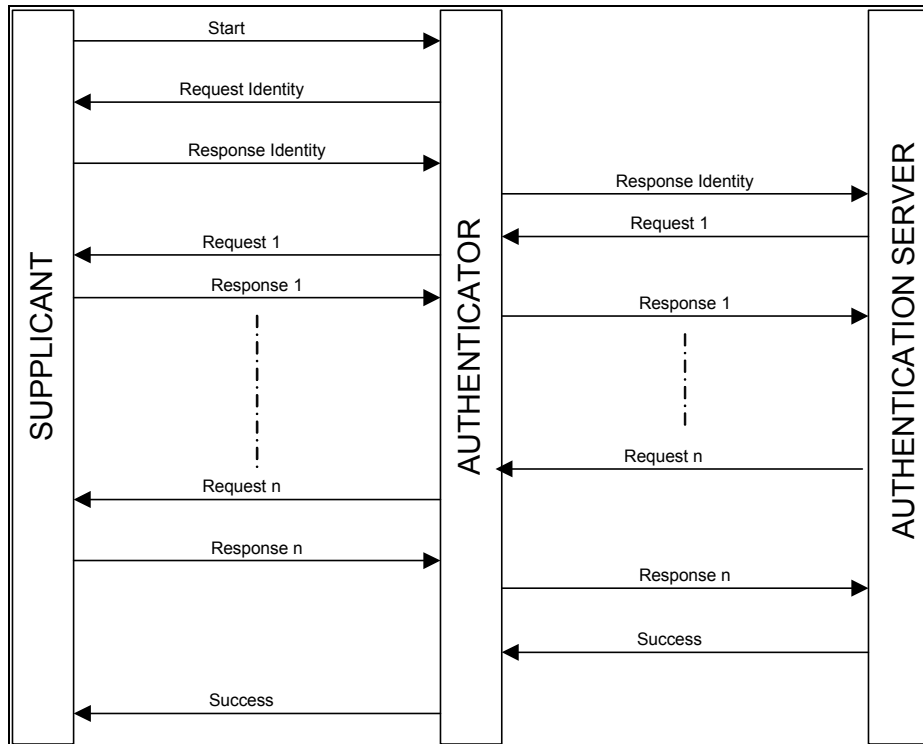 Start
Request Identity
Response Identity
Response Identity
Request 1
Request 1
Response 1
Response 1
Request n
Request n
Response n
Response n
Success
Success
SUPPLICANT
AUTHENTICATOR
AUTHENTICATION SERVER